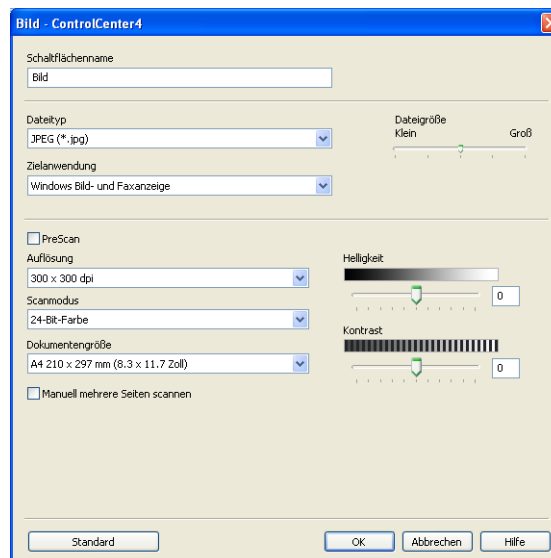 Bild - ControlCenter4
Schaltflächenname
Bild
Dateityp
JPEG (*.jpg)
Dateigröße
Klein Groß
Zielanwendung
Windows Bild- und Faxanzeige
PreScan
Auflösung
300 x 300 dpi
Helligkeit
0
Scanmodus
24-Bit-Farbe
Kontrast
0
Dokumentengröße
A4 210 x 297 mm (8.3 x 11.7 Zoll)
Manuell mehrere Seiten scannen
Standard OK Abbrechen Hilfe